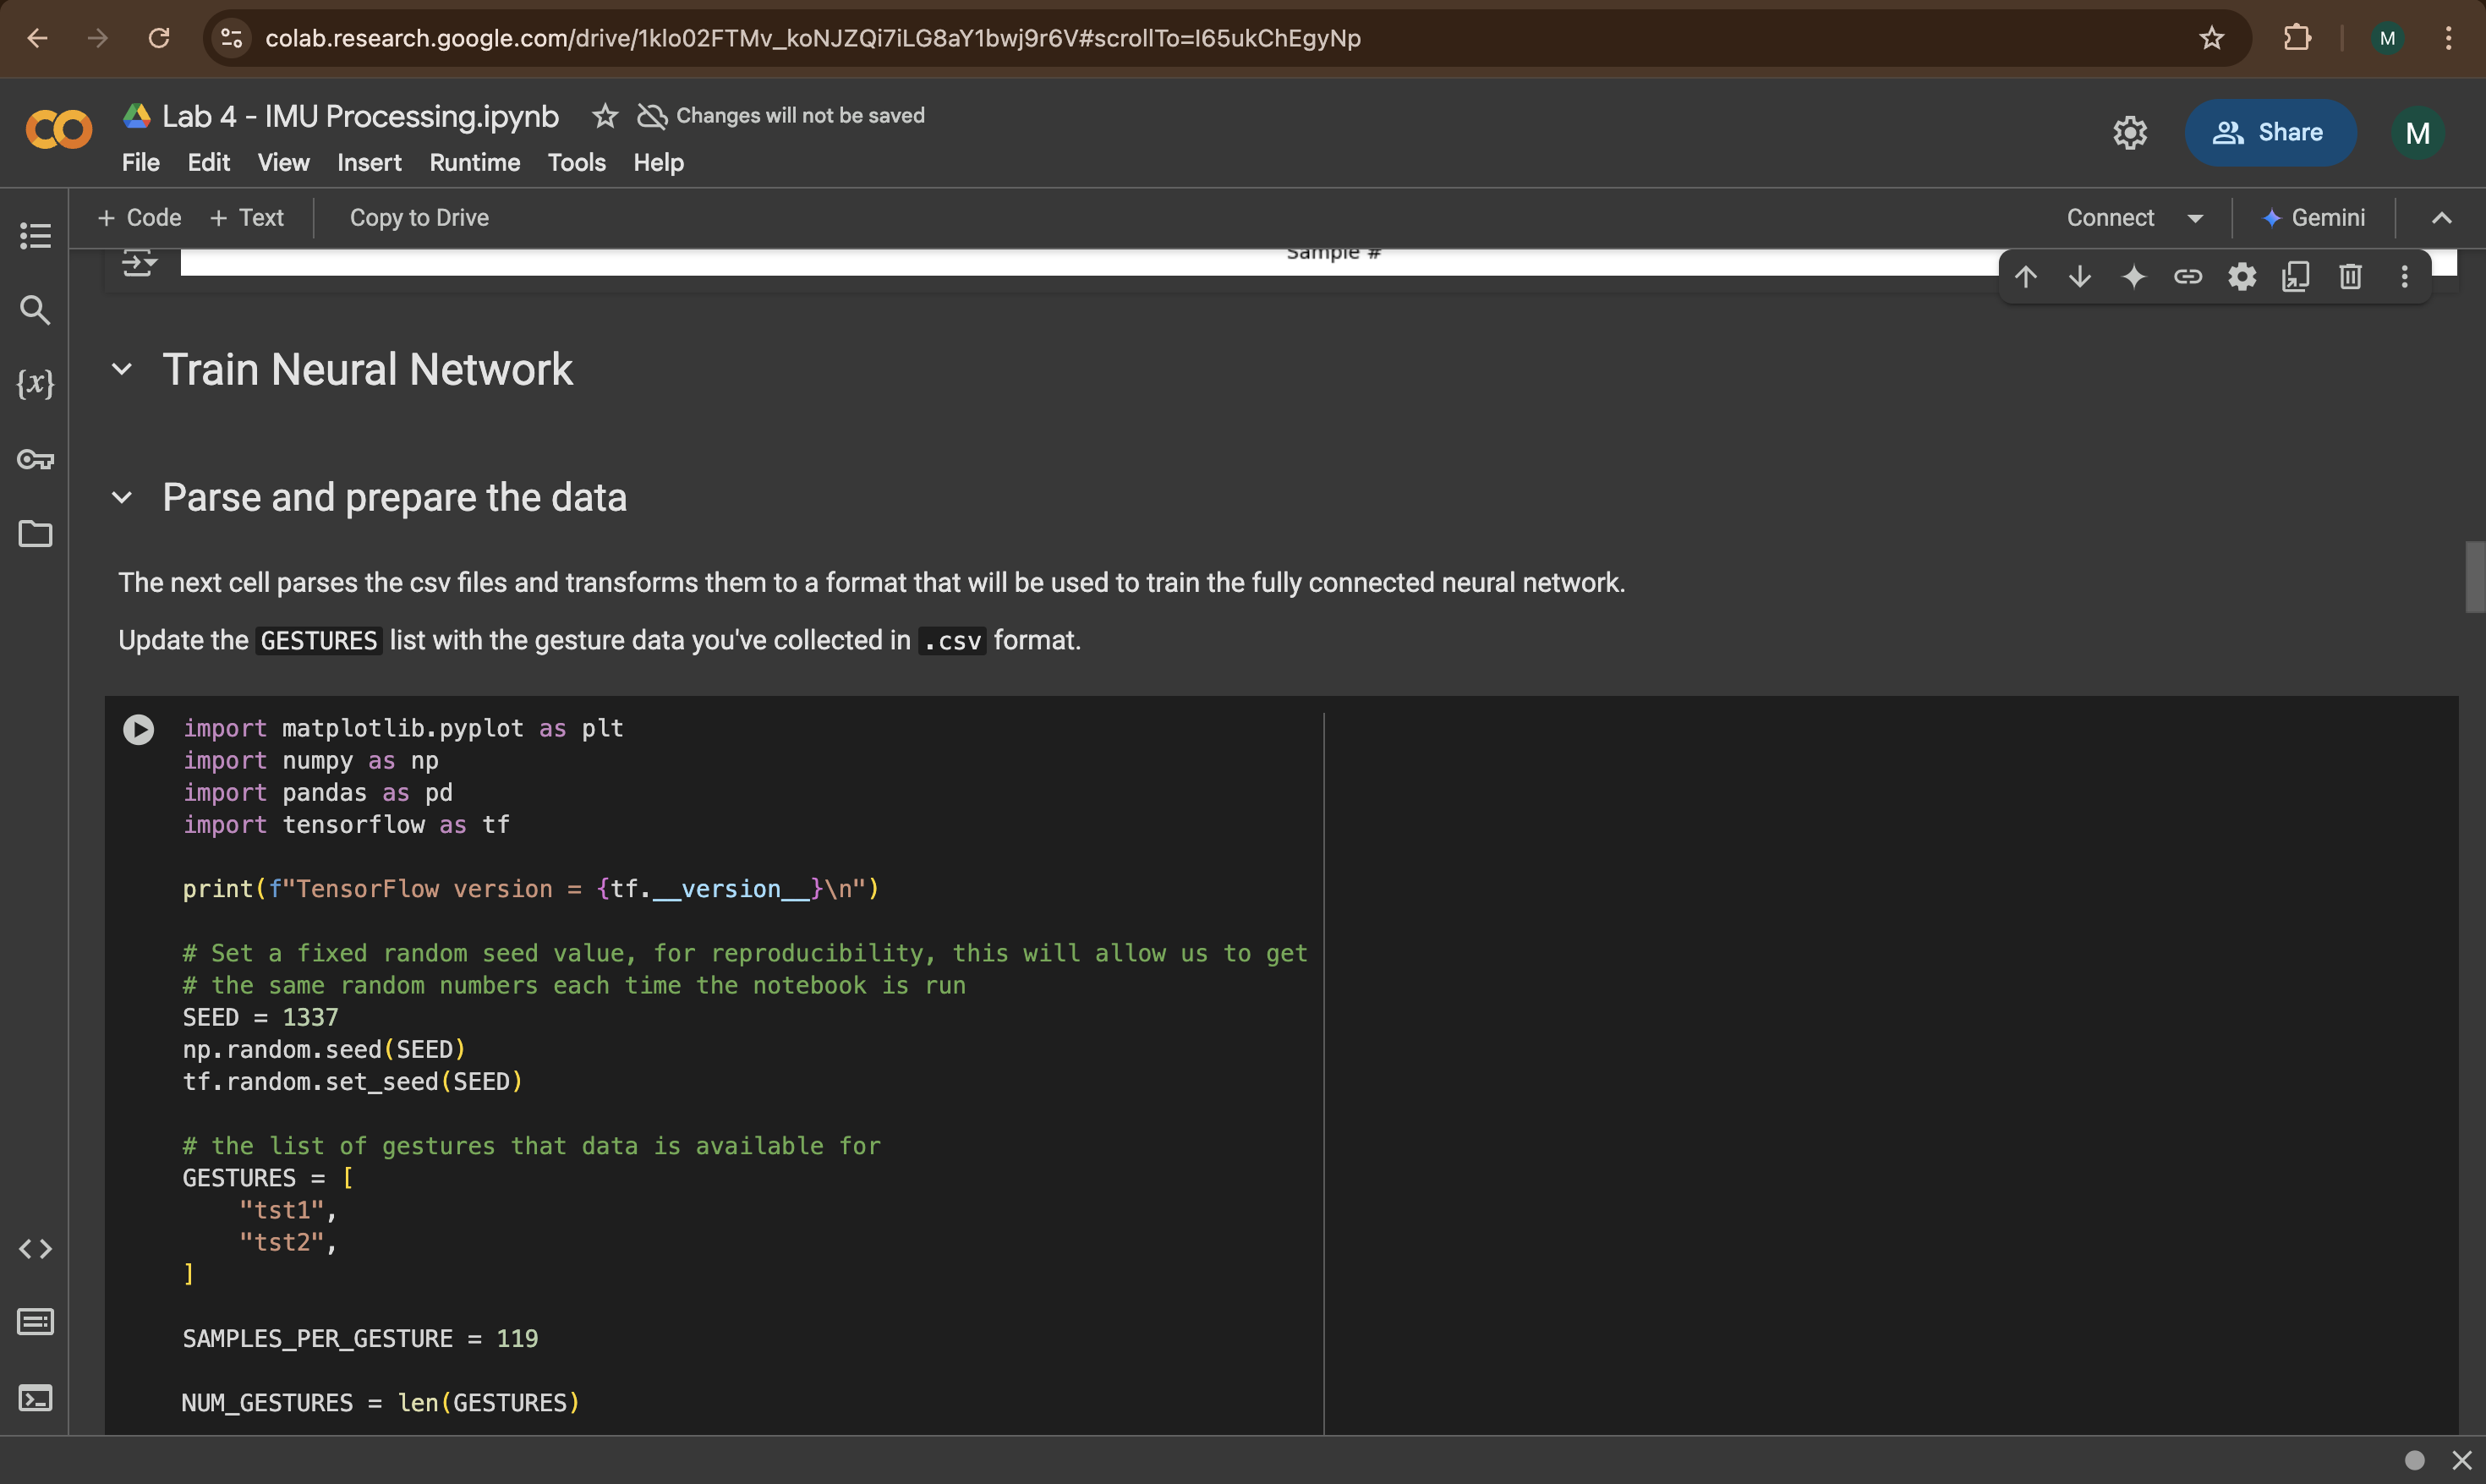 colab.research.google.com/drive/1klo02FTMv_koNJZQi7iLG8aY1bwj9r6V#scrollTo=I65ukChEgyNp
M
Lab 4 - IMU Processing.ipynb
Changes will not be saved
File Edit View Insert Runtime Tools Help
Share
M
+ Code + Text Copy to Drive
Connect
Gemini
Sample #
{x}
Train Neural Network
Parse and prepare the data
The next cell parses the csv files and transforms them to a format that will be used to train the fully connected neural network.
Update the GESTURES list with the gesture data you've collected in .csv format.
import matplotlib.pyplot as plt
import numpy as np
import pandas as pd
import tensorflow as tf
print(f"TensorFlow version = {tf.__version__}\n")
# Set a fixed random seed value, for reproducibility, this will allow us to get
# the same random numbers each time the notebook is run
SEED = 1337
np.random.seed(SEED)
tf.random.set_seed(SEED)
# the list of gestures that data is available for
GESTURES = [
    "tst1",
    "tst2",
]
SAMPLES_PER_GESTURE = 119
NUM_GESTURES = len(GESTURES)